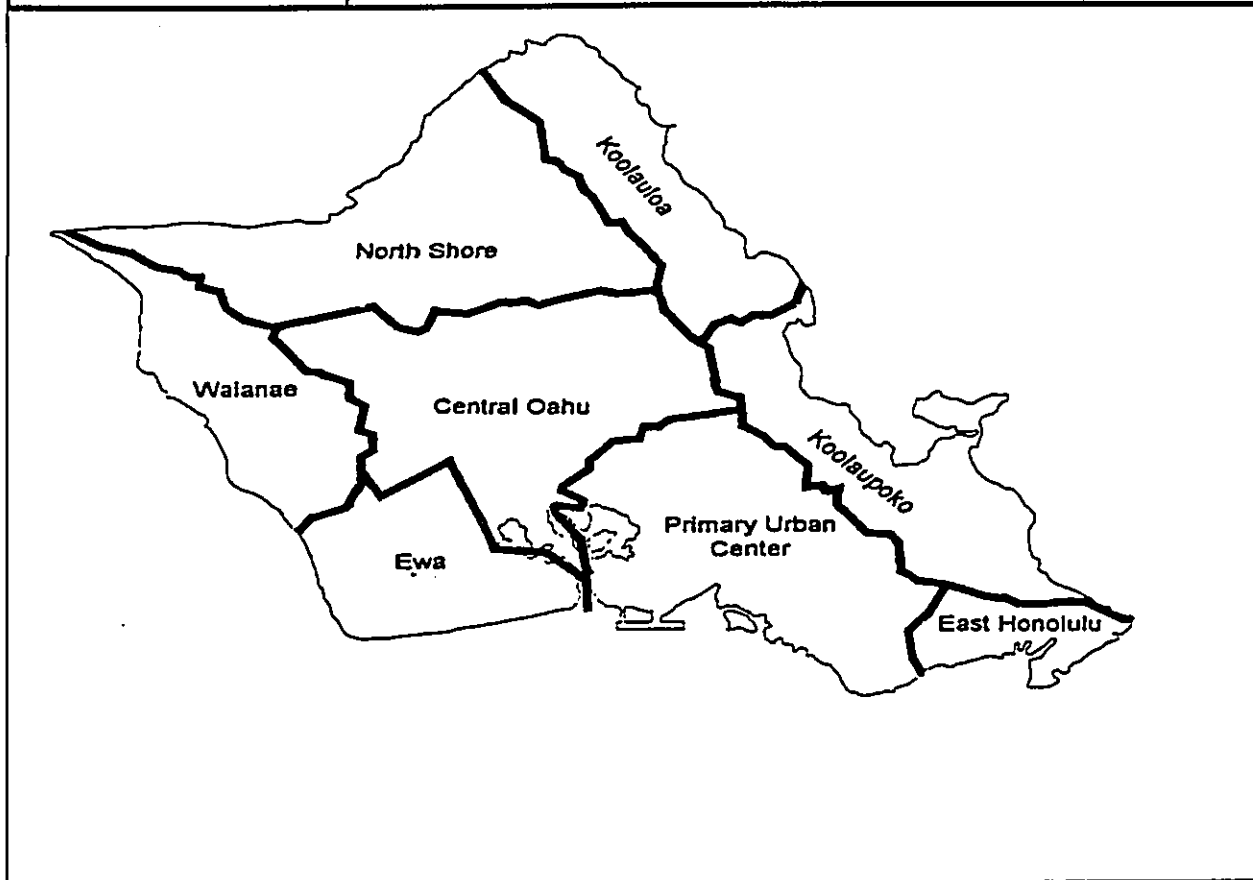 Koolauloa
North Shore
Waianae
Central Oahu
Koolaupoko
Primary Urban
Center
Ewa
East Honolulu